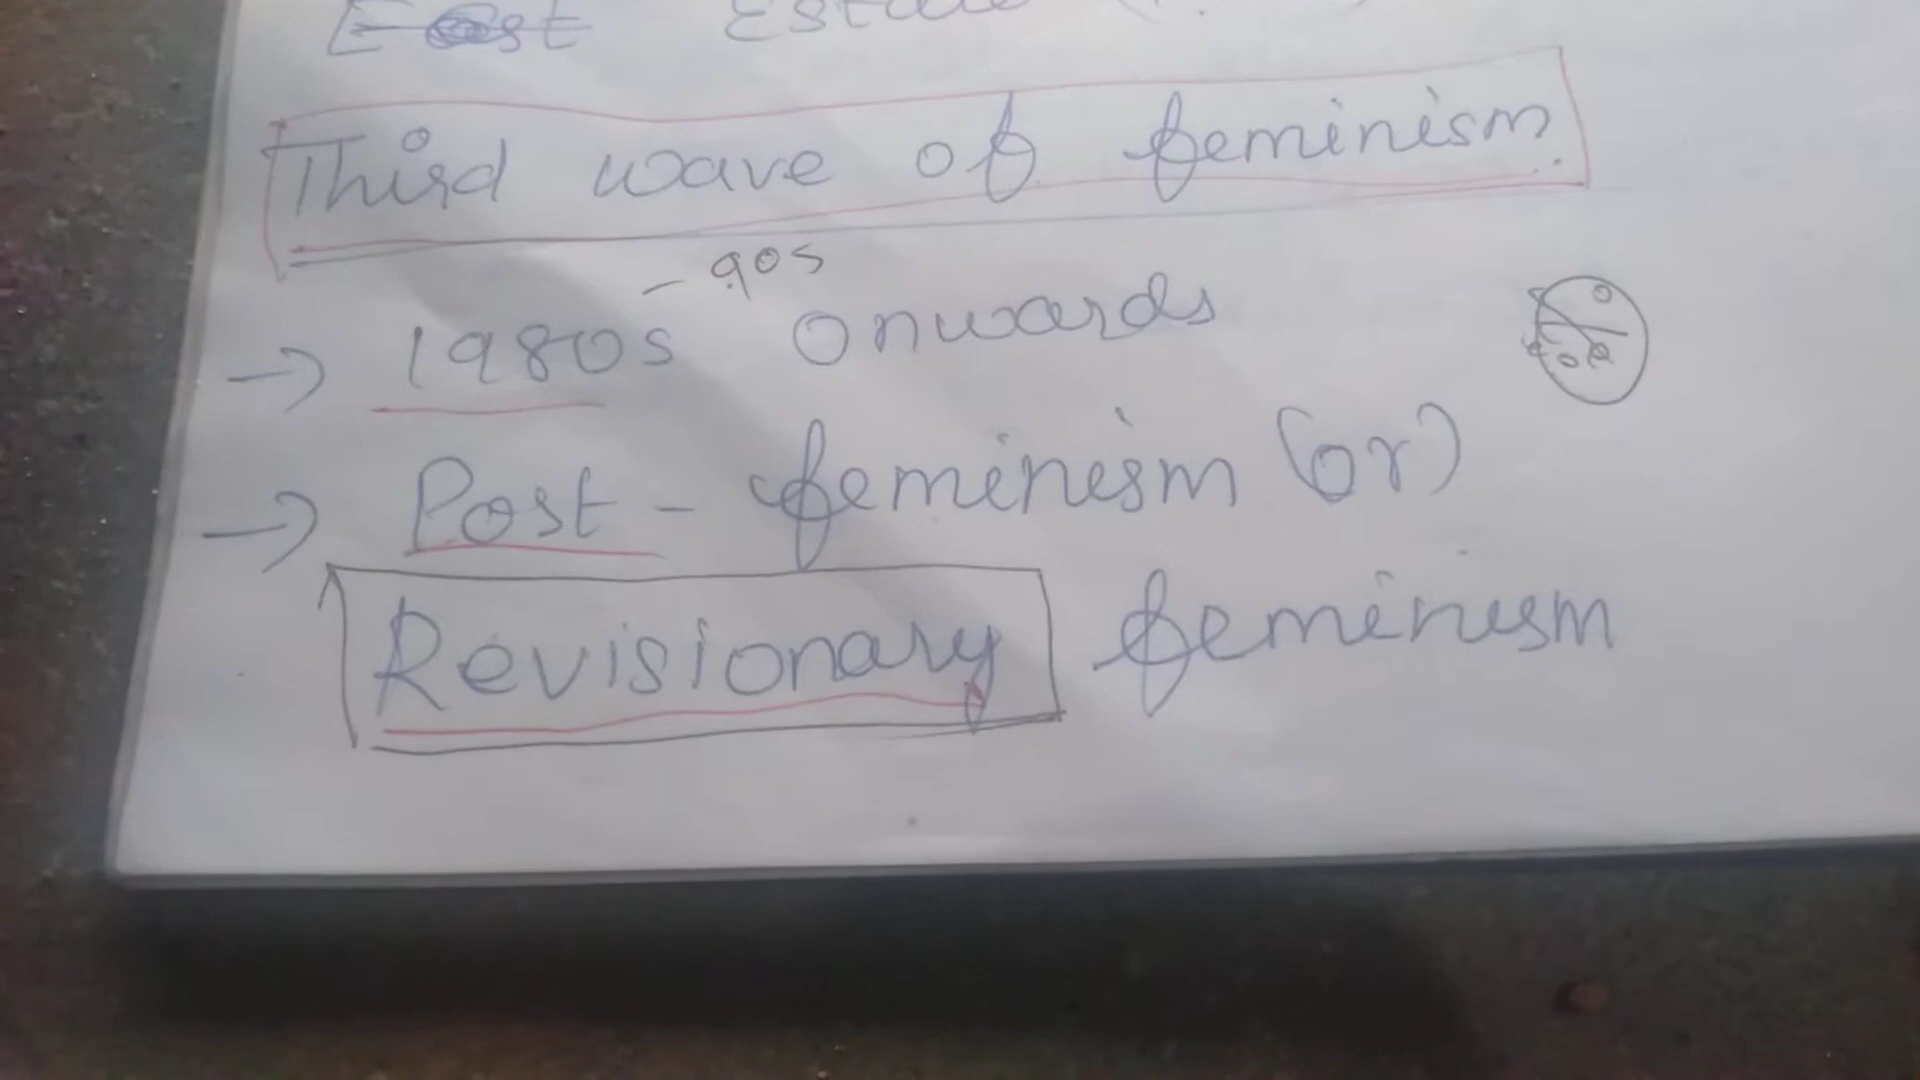 Third wave of feminism
- 90s
→ 1980s onwards
→ Post - feminism (or)
Revisionary feminism